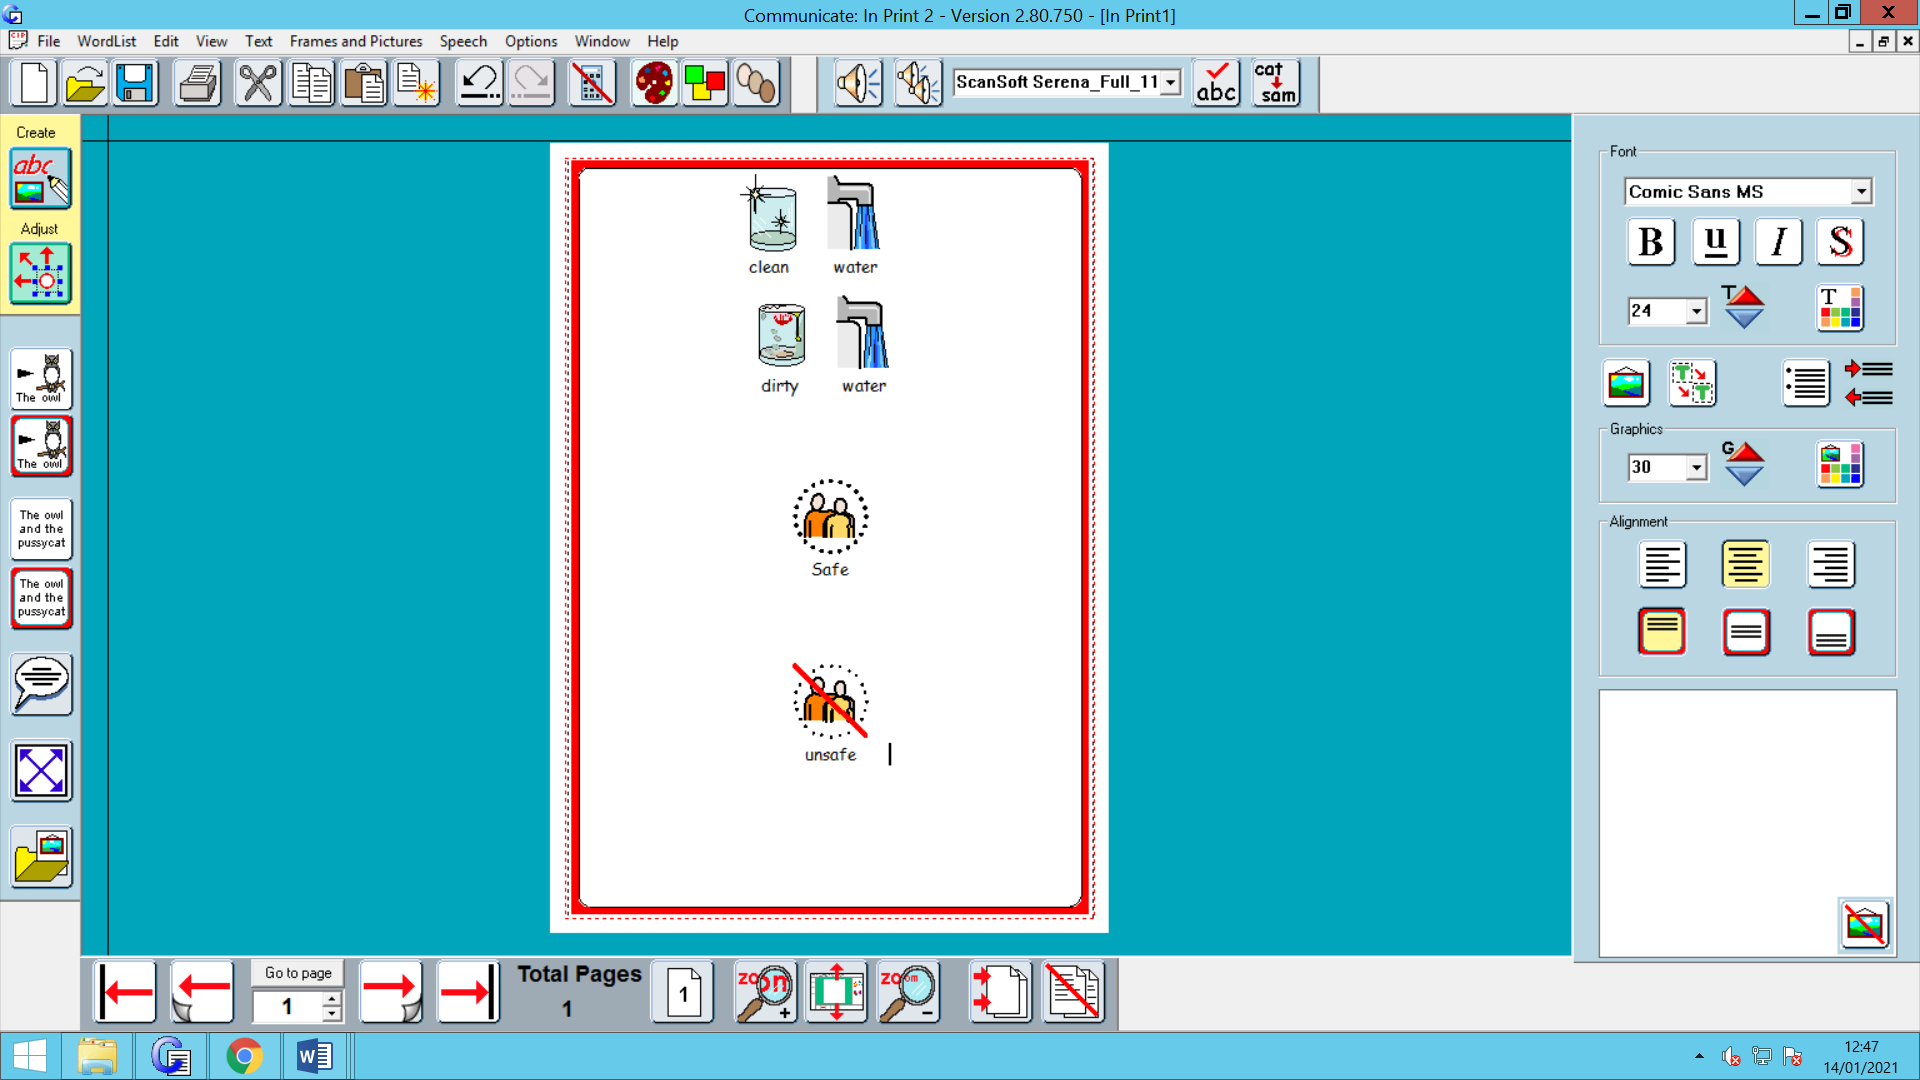 Communicate: In Print 2 - Version 2.80.750 - [In Print1]
File WordList Edit View Text Frames and Pictures Speech Options Window Help
ScanSoft Serena_Full_11
abc
cat
sam
Create
abc
Adjust
The owl
The owl
The owl
and the
pussycat
The owl
and the
pussycat
clean water
dirty water
Safe
unsafe
Font
Comic Sans MS
B u I S
24 T T
Graphics
30 G
Alignment
Go to page
1
Total Pages
1
1
zoom +
zoom -
12:47
14/01/2021